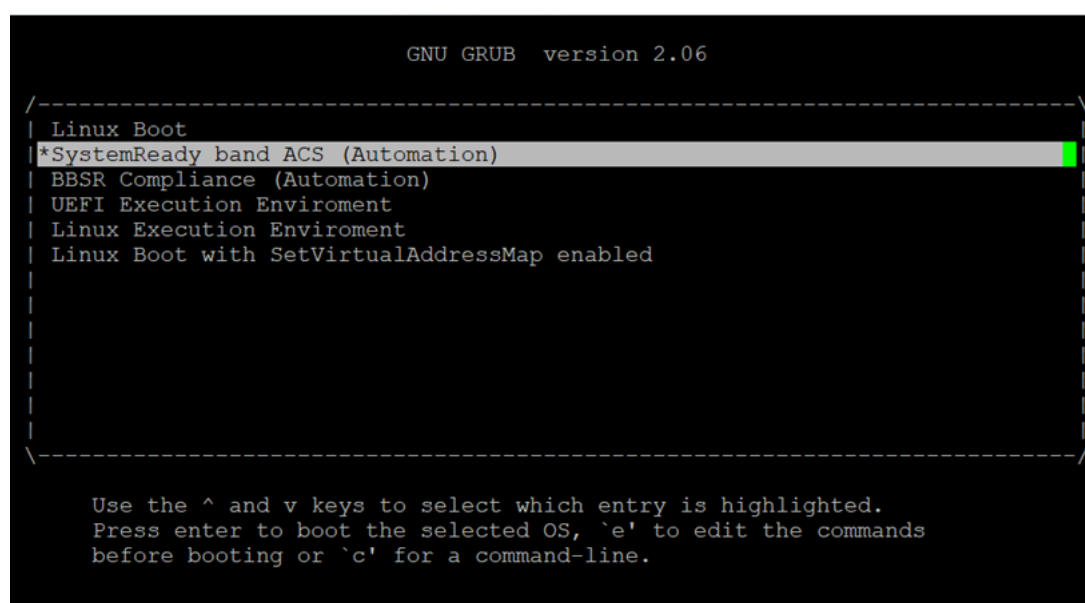 GNU GRUB  version 2.06
Linux Boot
*SystemReady band ACS (Automation)
BBSR Compliance (Automation)
UEFI Execution Enviroment
Linux Execution Enviroment
Linux Boot with SetVirtualAddressMap enabled
Use the ^ and v keys to select which entry is highlighted.
Press enter to boot the selected OS, `e' to edit the commands
before booting or `c' for a command-line.